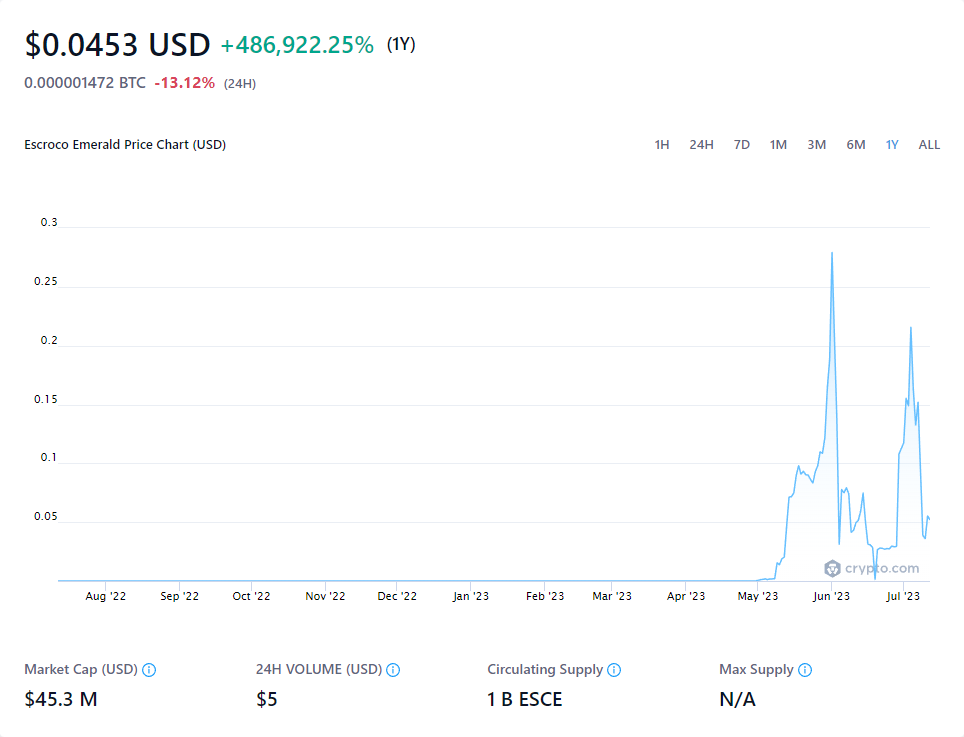 $0.0453 USD +486,922.25% (1Y)
0.000001472 BTC -13.12% (24H)
Escroco Emerald Price Chart (USD) 1H 24H 7D 1M 3M 6M 1Y ALL
0.3
0.25
0.2
0.15
0.1
0.05
crypto.com
Aug '22 Sep '22 Oct '22 Nov '22 Dec '22 Jan '23 Feb '23 Mar '23 Apr '23 May '23 Jun '23 Jul '23
Market Cap (USD) 24H VOLUME (USD) Circulating Supply Max Supply
$45.3 M $5 1 B ESCE N/A